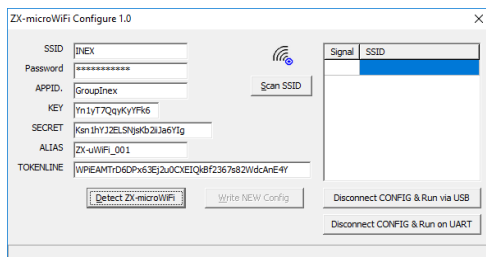 ZX-microWiFi Configure 1.0
SSID INEX
Password ***********
APPID. GroupInex
KEY Yn1yT7QqyKyYFk6
SECRET Ksn1hYJ2ELSNjsKb2iiJa6YIg
ALIAS ZX-uWiFi_001
TOKENLINE WPiEAMTrD6DPx63Ej2u0CXEIQkBf2367s82WdcAnE4Y
Scan SSID
Signal SSID
Detect ZX-microWiFi Write NEW Config
Disconnect CONFIG & Run via USB
Disconnect CONFIG & Run on UART